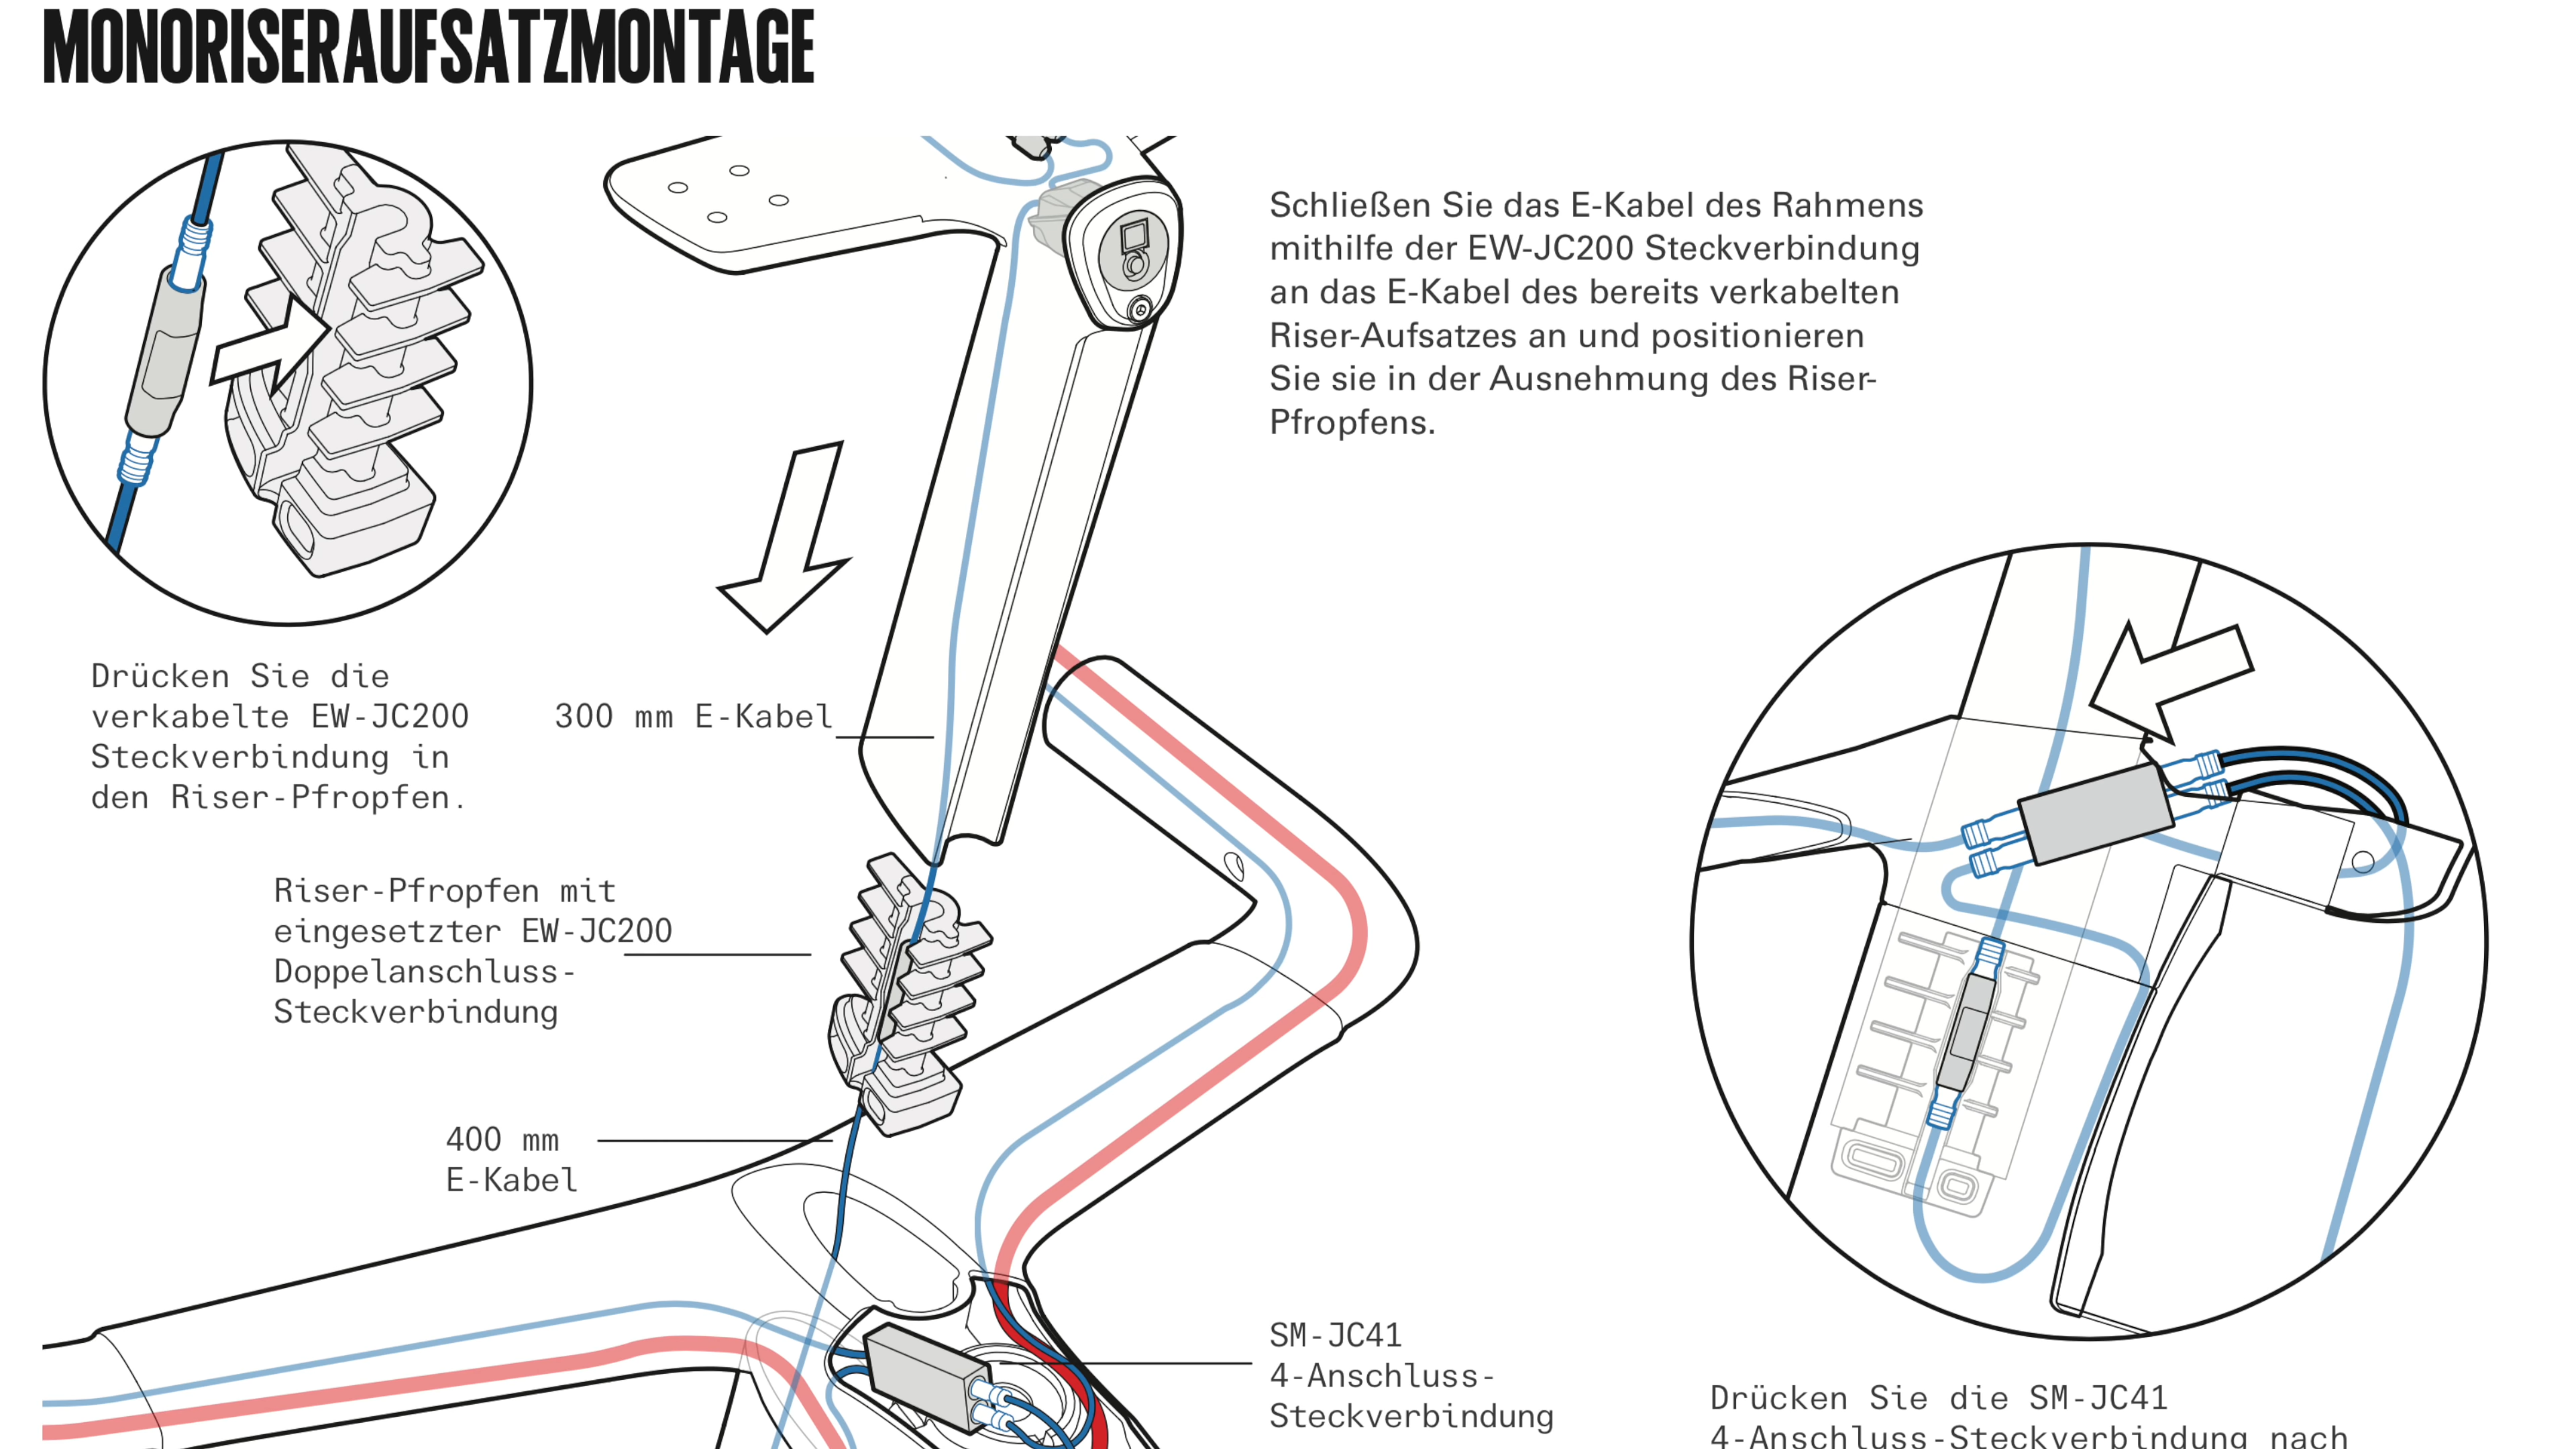 MONORISERAUFSATZMONTAGE
Schließen Sie das E-Kabel des Rahmens
mithilfe der EW-JC200 Steckverbindung
an das E-Kabel des bereits verkabelten
Riser-Aufsatzes an und positionieren
Sie sie in der Ausnehmung des Riser-
Pfropfens.
Drücken Sie die
verkabelte EW-JC200
Steckverbindung in
den Riser-Pfropfen.
300 mm E-Kabel
Riser-Pfropfen mit
eingesetzter EW-JC200
Doppelanschluss-
Steckverbindung
400 mm
E-Kabel
SM-JC41
4-Anschluss-
Steckverbindung
Drücken Sie die SM-JC41
4-Anschluss-Steckverbindung nach